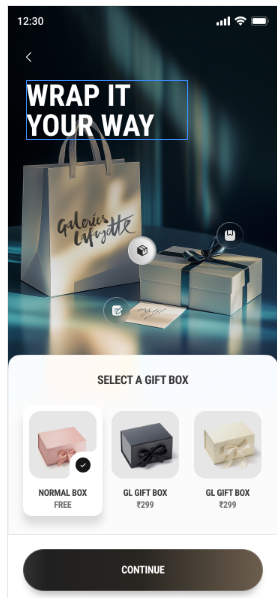 12:30
WRAP IT
YOUR WAY
Galeries
Lafayette
SELECT A GIFT BOX
NORMAL BOX
FREE
GL GIFT BOX
₹299
GL GIFT BOX
₹299
CONTINUE